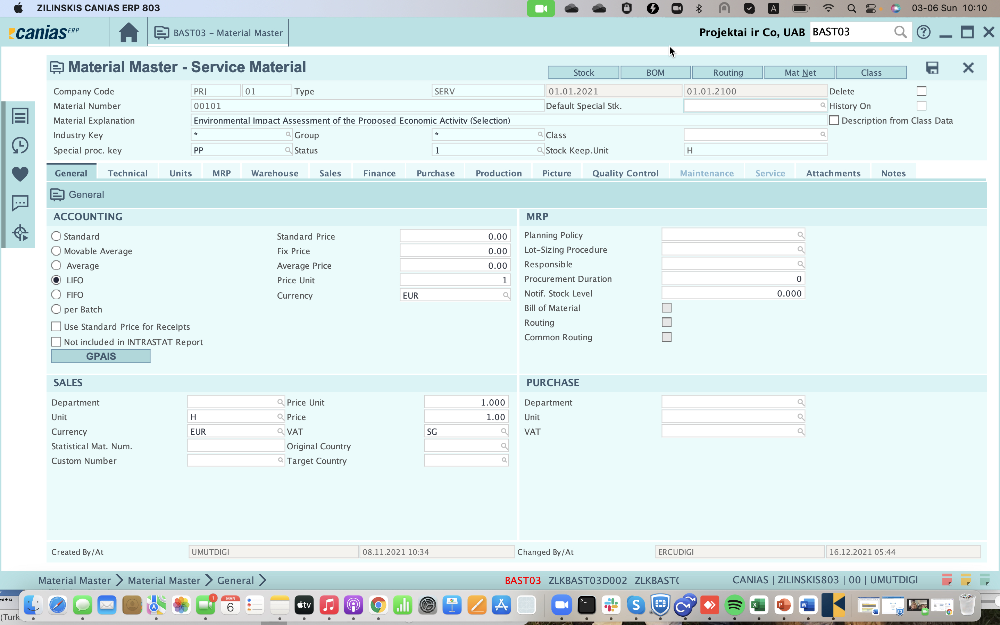 ZILINSKIS CANIAS ERP 803
A
03-06 Sun 10:10
canias ERP
BAST03 – Material Master
Projektai ir Co, UAB
BAST03
Material Master - Service Material
Stock
BOM
Routing
Mat Net
Class
Company Code PRJ 01 Type SERV 01.01.2021 01.01.2100 Delete
Material Number 00101 Default Special Stk. History On
Material Explanation Environmental Impact Assessment of the Proposed Economic Activity (Selection) Description from Class Data
Industry Key * Group * Class
Special proc. key PP Status 1 Stock Keep.Unit H
General Technical Units MRP Warehouse Sales Finance Purchase Production Picture Quality Control Maintenance Service Attachments Notes
General
ACCOUNTING
Standard Standard Price 0.00
Movable Average Fix Price 0.00
Average Average Price 0.00
LIFO Price Unit 1
FIFO Currency EUR
per Batch
Use Standard Price for Receipts
Not included in INTRASTAT Report
GPAIS
MRP
Planning Policy
Lot-Sizing Procedure
Responsible
Procurement Duration 0
Notif. Stock Level 0.000
Bill of Material
Routing
Common Routing
SALES
Department Price Unit 1.000
Unit H Price 1.00
Currency EUR VAT SG
Statistical Mat. Num. Original Country
Custom Number Target Country
PURCHASE
Department
Unit
VAT
Created By/At UMUTDIGI 08.11.2021 10:34 Changed By/At ERCUDIGI 16.12.2021 05:44
Material Master Material Master General
BAST03 ZLKBAST03D002 ZLKBAST
CANIAS | ZILINSKIS803 | 00 | UMUTDIGI
1
MAR
6
tv
(Turk